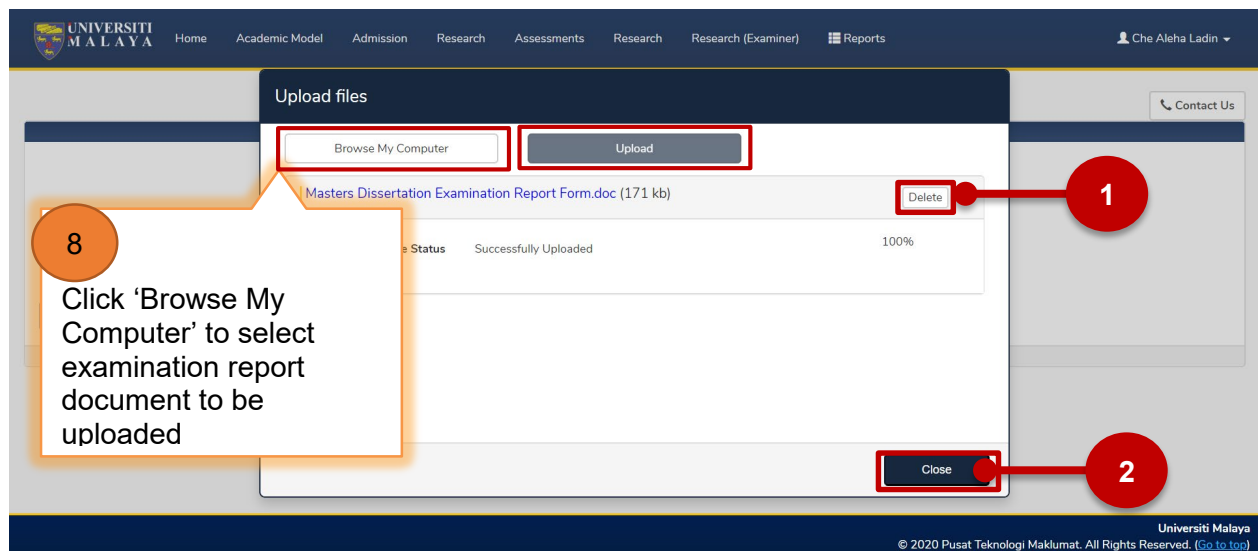 UNIVERSITI
MALAYA
Home Academic Model Admission Research Assessments Research Research (Examiner) Reports Che Aleha Ladin
Upload files
Contact Us
Browse My Computer Upload
Masters Dissertation Examination Report Form.doc (171 kb) Delete
1
8
Status Successfully Uploaded 100%
Click ‘Browse My
Computer’ to select
examination report
document to be
uploaded
Close
2
Universiti Malaya
© 2020 Pusat Teknologi Maklumat. All Rights Reserved. (Go to top)